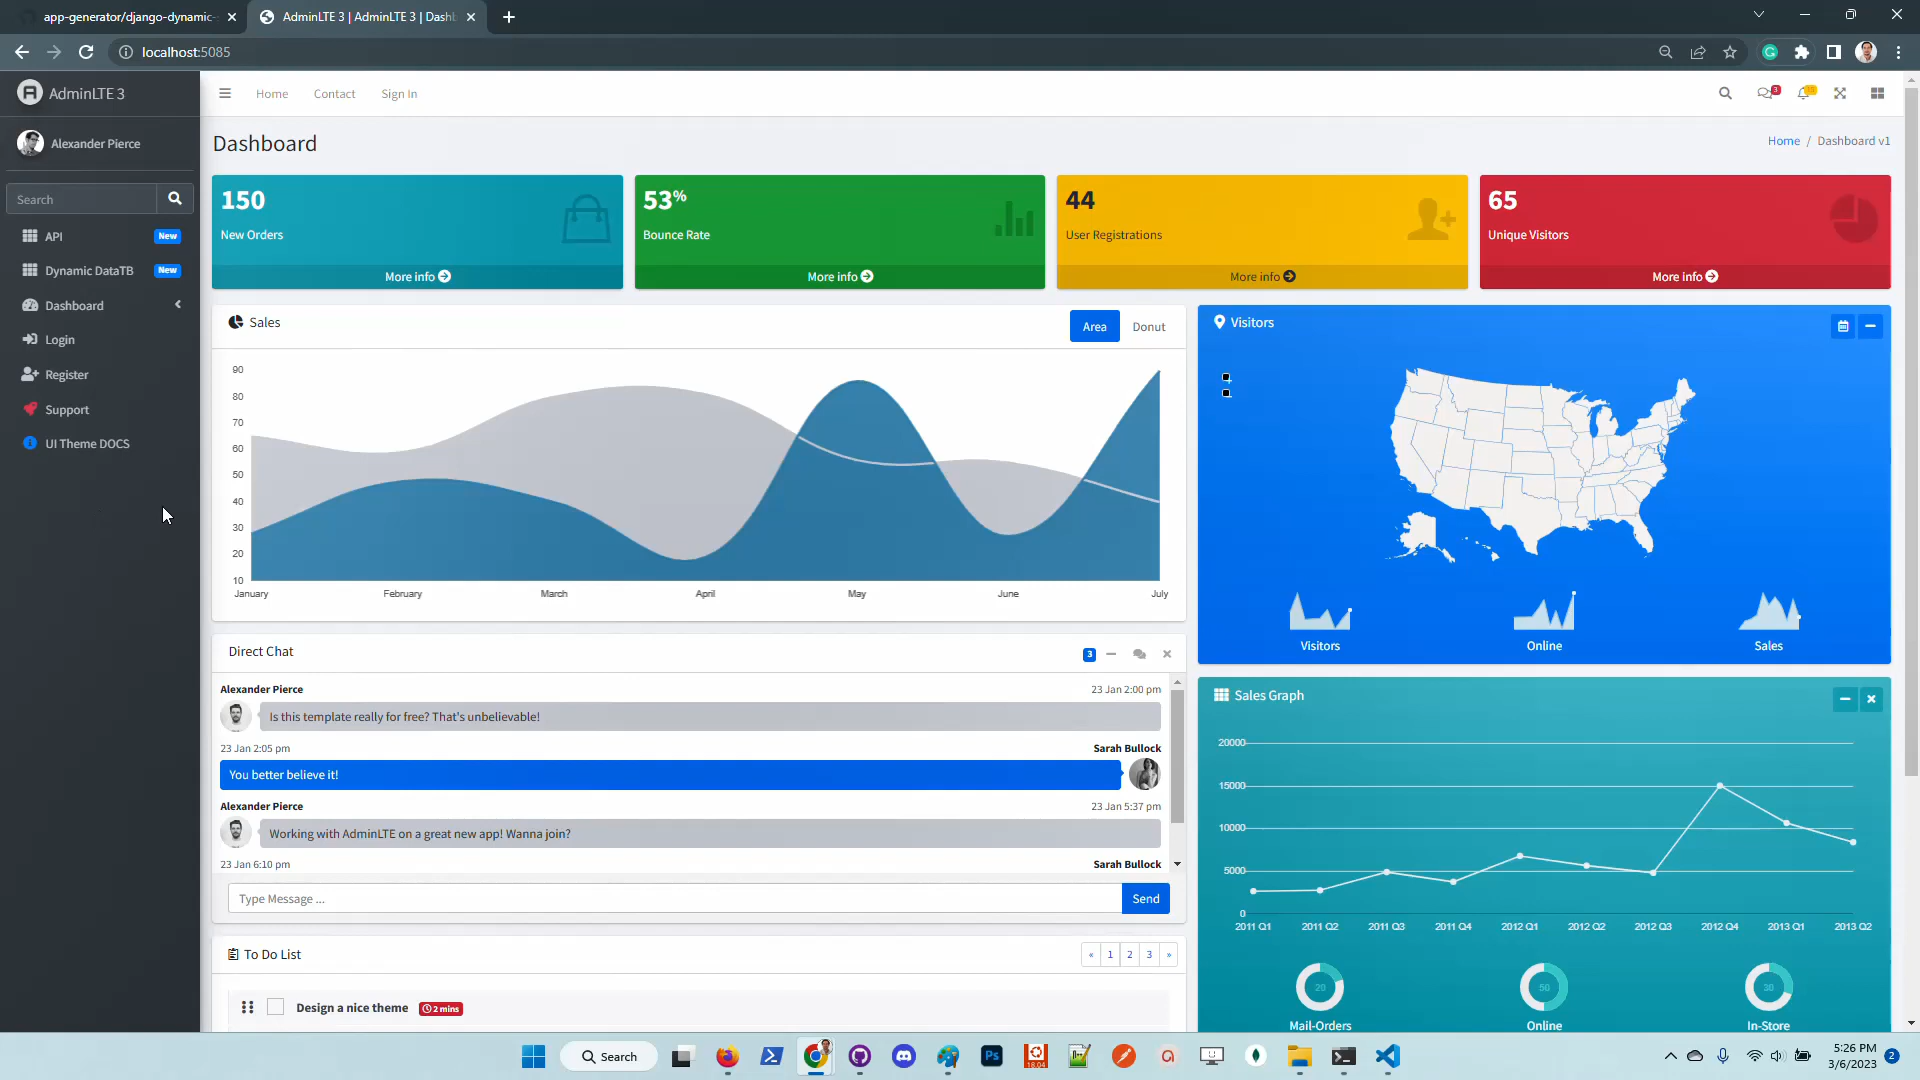 app-generator/django-dynamic-
AdminLTE 3 | AdminLTE 3 | Dashb
localhost:5085
AdminLTE 3
Home
Contact
Sign In
3
Alexander Pierce
Dashboard
Home / Dashboard v1
Search
API
New
Dynamic DataTB
New
Dashboard
Login
Register
Support
UI Theme DOCS
150
New Orders
More info
53%
Bounce Rate
More info
44
User Registrations
More info
65
Unique Visitors
More info
Sales
Area
Donut
90
80
70
60
50
40
30
20
10
January
February
March
April
May
June
July
Visitors
Visitors
Online
Sales
Direct Chat
3
Alexander Pierce
23 Jan 2:00 pm
Is this template really for free? That's unbelievable!
23 Jan 2:05 pm
Sarah Bullock
You better believe it!
Alexander Pierce
23 Jan 5:37 pm
Working with AdminLTE on a great new app! Wanna join?
23 Jan 6:10 pm
Sarah Bullock
Type Message ...
Send
Sales Graph
20000
15000
10000
5000
0
2011 Q1
2011 Q2
2011 Q3
2011 Q4
2012 Q1
2012 Q2
2012 Q3
2012 Q4
2013 Q1
2013 Q2
20
50
30
Mail-Orders
Online
In-Store
To Do List
« 1 2 3 »
Design a nice theme
2 mins
Search
Ps
18.04
5:26 PM
3/6/2023
2